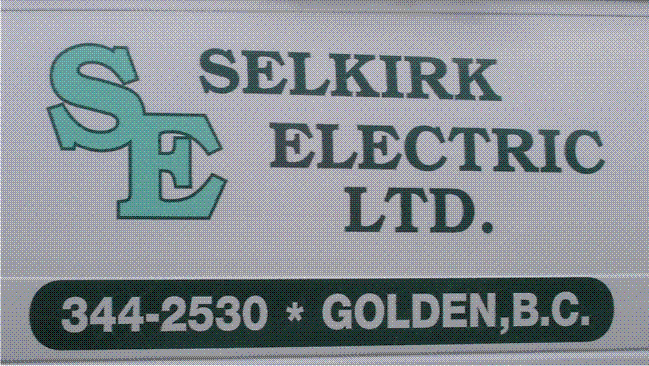 SE
SELKIRK
ELECTRIC
LTD.
344-2530 * GOLDEN, B.C.